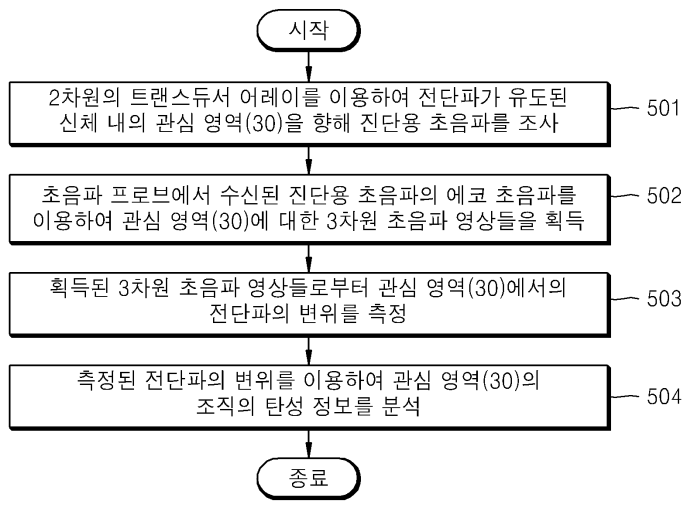 시작
2차원의 트랜스듀서 어레이를 이용하여 전단파가 유도된
신체 내의 관심 영역(30)을 향해 진단용 초음파를 조사
501
초음파 프로브에서 수신된 진단용 초음파의 에코 초음파를
이용하여 관심 영역(30)에 대한 3차원 초음파 영상들을 획득
502
획득된 3차원 초음파 영상들로부터 관심 영역(30)에서의
전단파의 변위를 측정
503
측정된 전단파의 변위를 이용하여 관심 영역(30)의
조직의 탄성 정보를 분석
504
종료